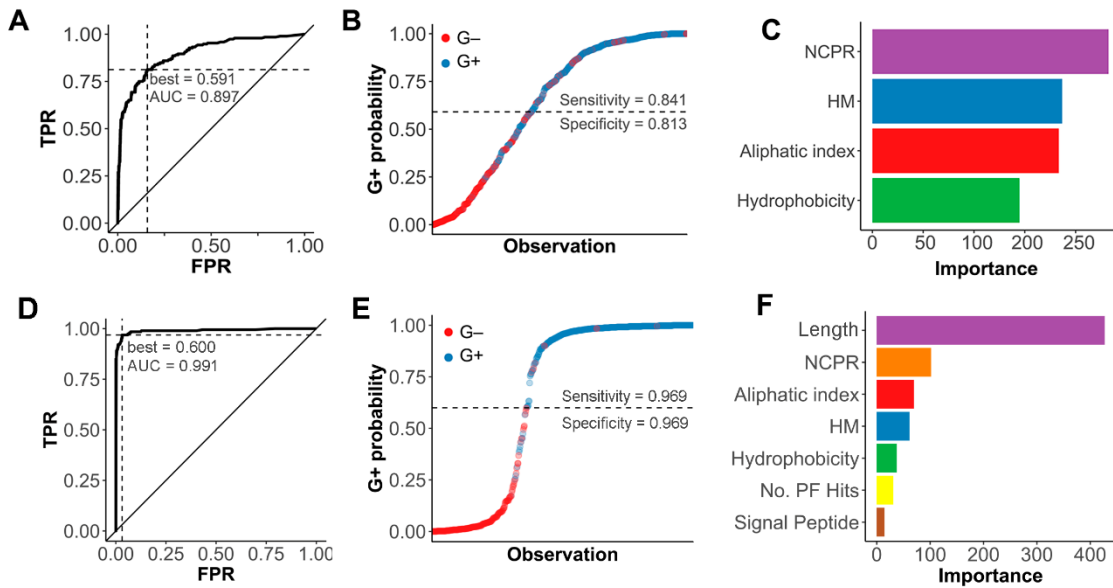 A
1.00
0.75
0.50
0.25
0.00
TPR
best = 0.591
AUC = 0.897
0.00
0.50
1.00
FPR
B
1.00
0.75
0.50
0.25
0.00
G+ probability
G–
G+
Sensitivity = 0.841
Specificity = 0.813
Observation
C
NCPR
HM
Aliphatic index
Hydrophobicity
0
50
100
200
250
Importance
D
1.00
0.75
0.50
0.25
0.00
TPR
best = 0.600
AUC = 0.991
0.00
0.50
1.00
FPR
E
1.00
0.75
0.50
0.25
0.00
G+ probability
G–
G+
Sensitivity = 0.969
Specificity = 0.969
Observation
F
Length
NCPR
Aliphatic index
HM
Hydrophobicity
No. PF Hits
Signal Peptide
0
100
200
300
400
Importance